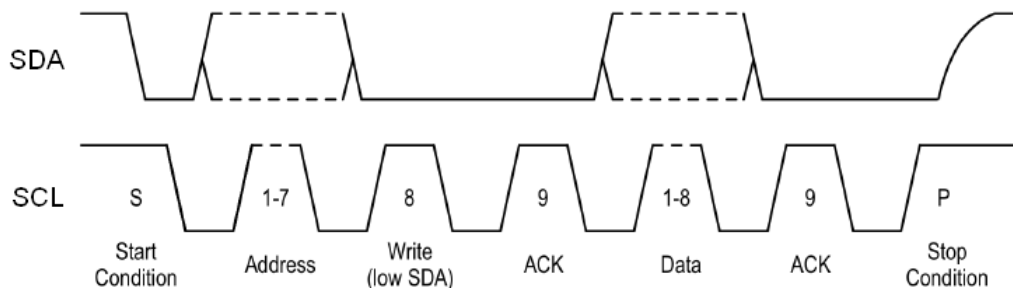 SDA
SCL
S
1-7
8
9
1-8
9
P
Start
Condition
Address
Write
(low SDA)
ACK
Data
ACK
Stop
Condition